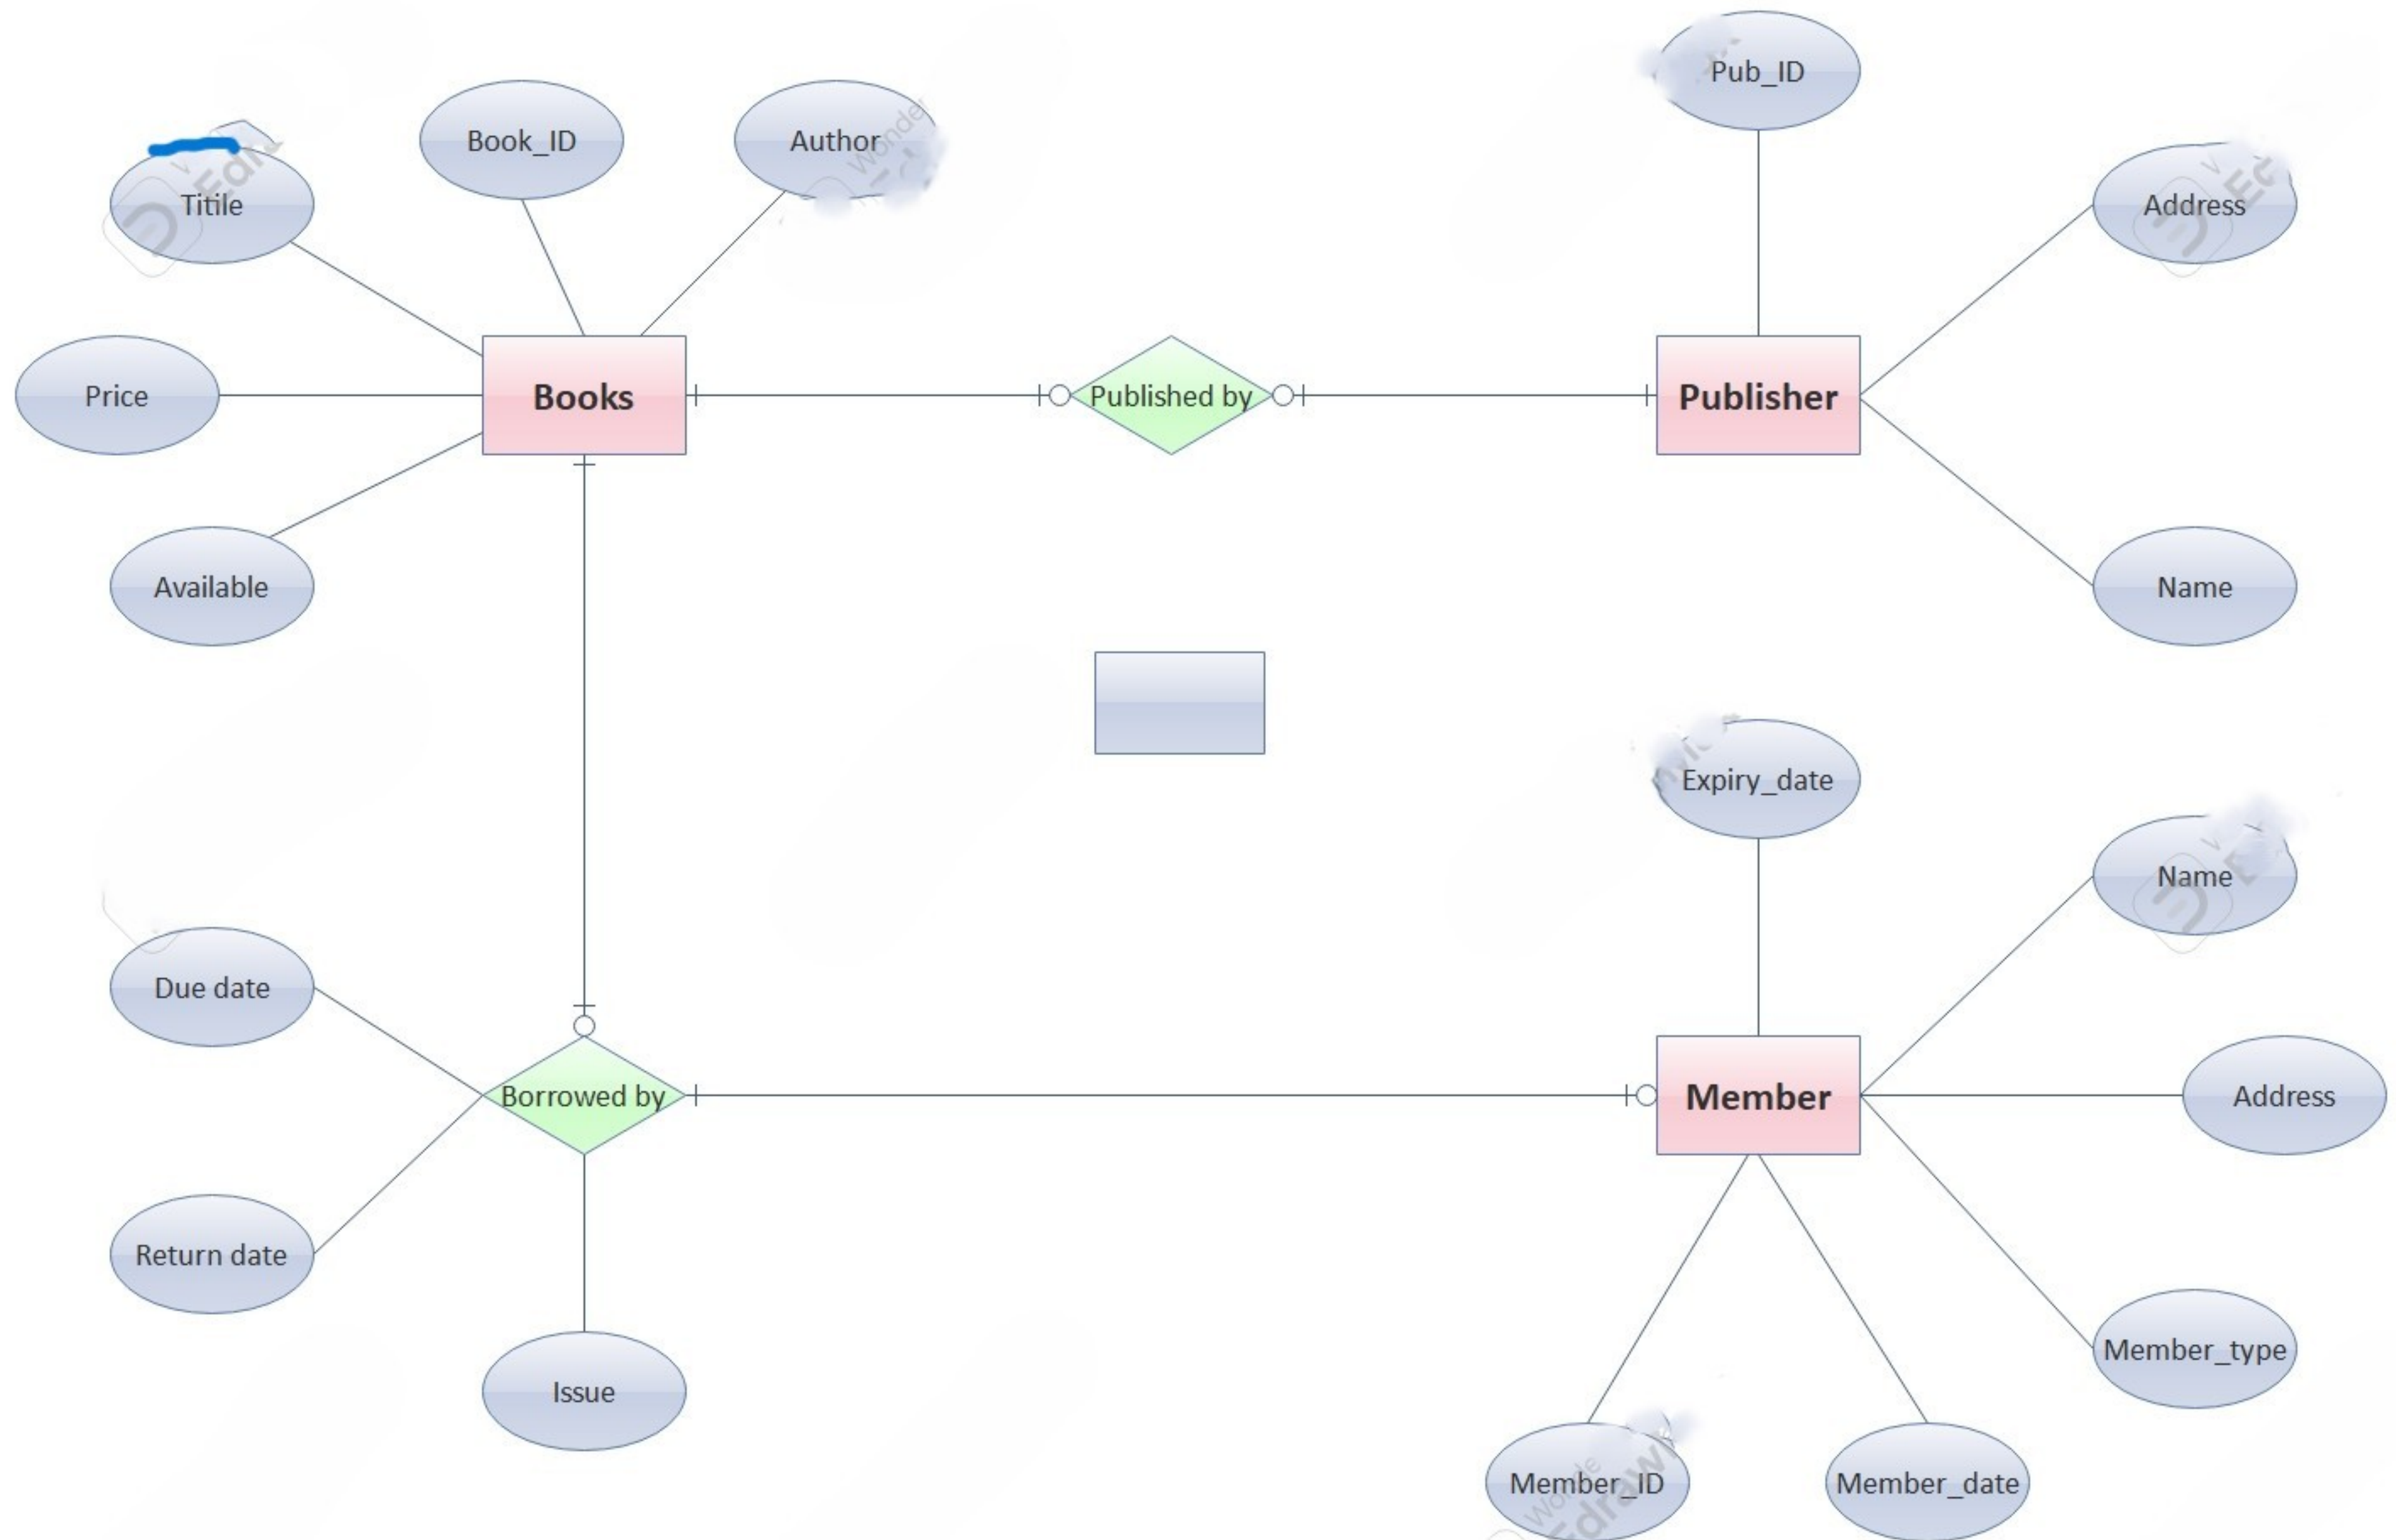 Pub_ID
Book_ID
Author
Titile
Address
Price
Books
Published by
Publisher
Available
Name
Expiry_date
Name
Due date
Borrowed by
Member
Address
Return date
Member_type
Issue
Member_ID
Member_date